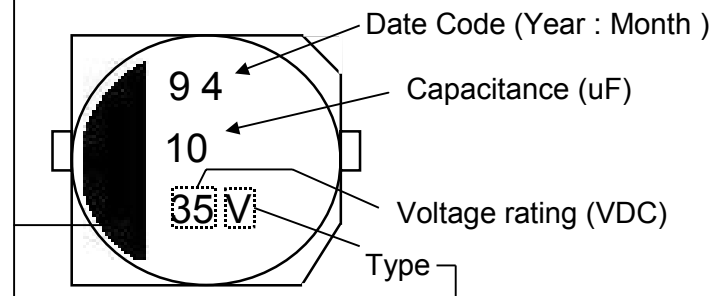 Date Code (Year : Month )
9 4
Capacitance (uF)
10
35 V
Voltage rating (VDC)
Type